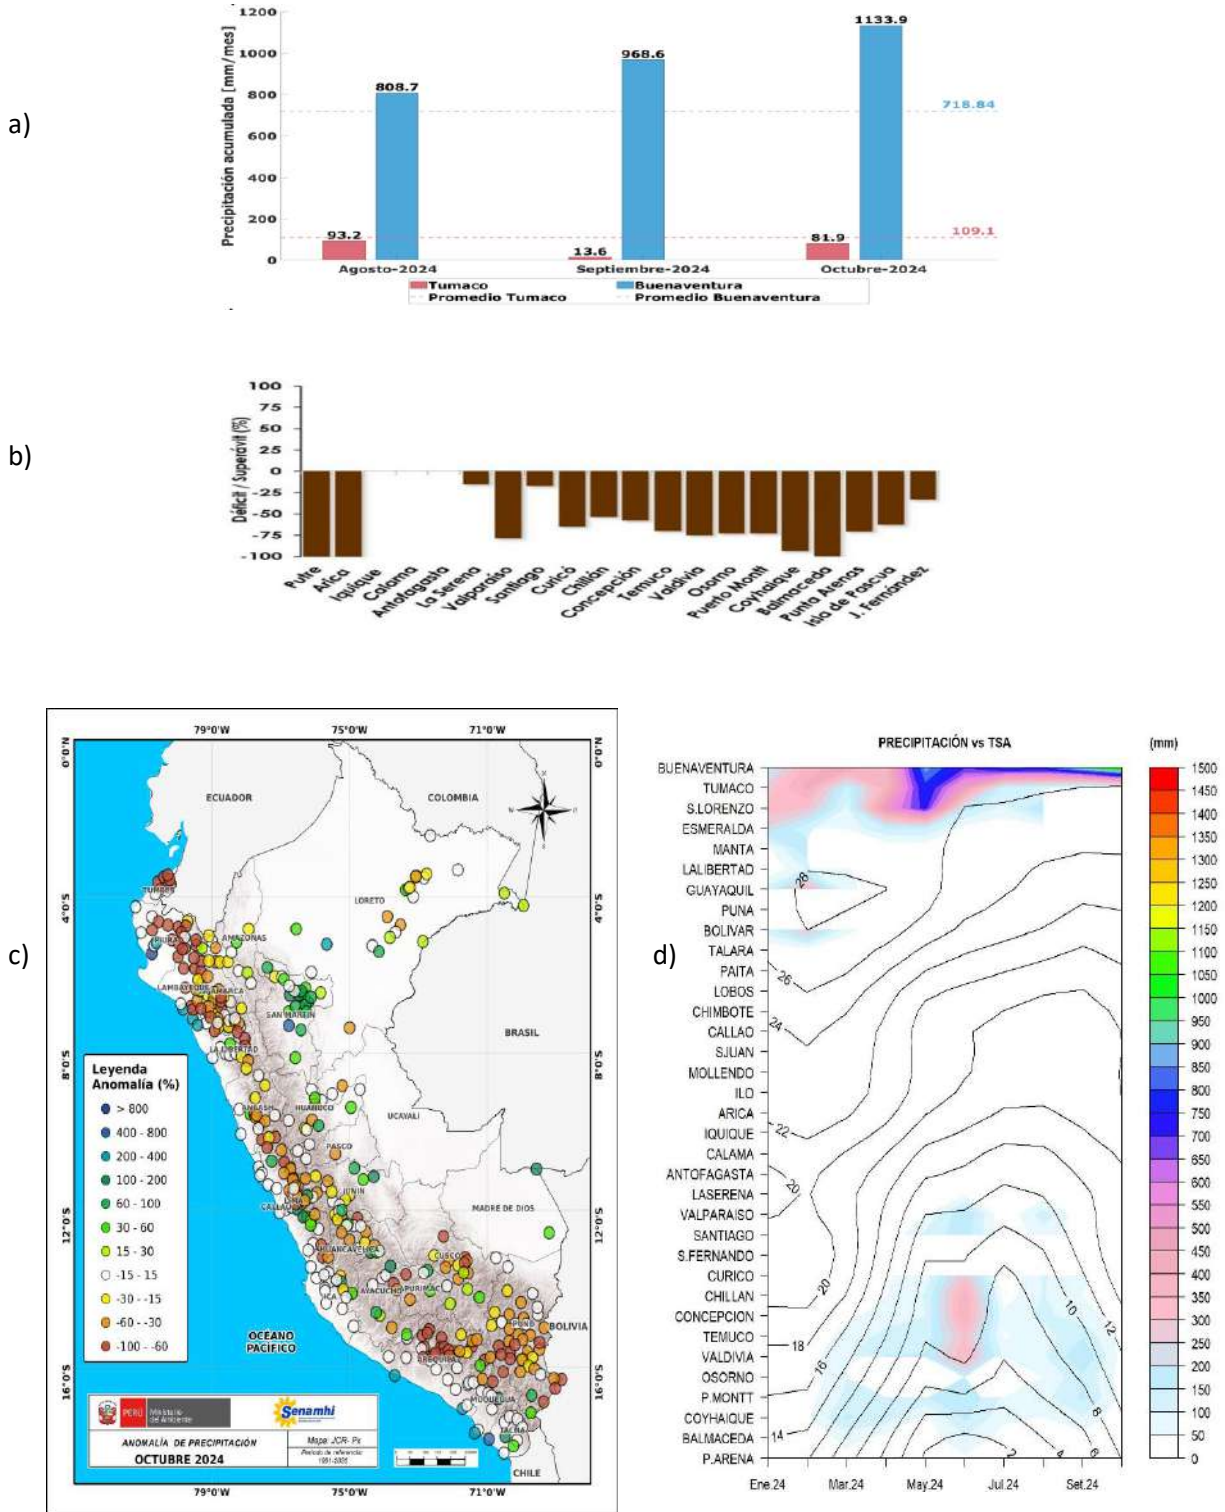 a)
Precipitación acumulada [mm/mes]
1200
1000
800
600
400
200
0
808.7
968.6
1133.9
718.84
93.2
13.6
81.9
109.1
Agosto-2024 Septiembre-2024 Octubre-2024
Tumaco Buenaventura
Promedio Tumaco Promedio Buenaventura
b)
Déficit / Superávit (%)
100
75
50
25
0
-25
-50
-75
-100
Putre
Arica
Iquique
Calama
Antofagasta
La Serena
Valparaíso
Santiago
Curicó
Chillán
Concepción
Temuco
Valdivia
Osorno
Puerto Montt
Coyhaique
Balmaceda
Punta Arenas
Isla de Pascua
J. Fernández
c)
79°0'W 75°0'W 71°0'W
0°0'N
4°0'S
8°0'S
12°0'S
16°0'S
ECUADOR
COLOMBIA
TUMBES
LORETO
PIURA
AMAZONAS
LAMBAYEQUE
CAJAMARCA
SAN MARTIN
BRASIL
LA LIBERTAD
ANCASH
HUANUCO
UCAYALI
PASCO
JUNIN
LIMA
CALLAO
MADRE DE DIOS
HUANCAVELICA
CUSCO
AYACUCHO
APURIMAC
ICA
PUNO
BOLIVIA
AREQUIPA
MOQUEGUA
TACNA
CHILE
OCÉANO
PACÍFICO
Leyenda
Anomalía (%)
> 800
400 - 800
200 - 400
100 - 200
60 - 100
30 - 60
15 - 30
-15 - 15
-30 - -15
-60 - -30
-100 - -60
PERÚ Ministerio
del Ambiente
Senamhi
ANOMALÍA DE PRECIPITACIÓN
OCTUBRE 2024
Mapa: JCR- Px
Periodo de referencia:
79°0'W 75°0'W 71°0'W
d)
PRECIPITACIÓN vs TSA
(mm)
BUENAVENTURA
TUMACO
S.LORENZO
ESMERALDA
MANTA
LALIBERTAD
GUAYAQUIL
PUNA
BOLIVAR
TALARA
PAITA
LOBOS
CHIMBOTE
CALLAO
SJUAN
MOLLENDO
ILO
ARICA
IQUIQUE
CALAMA
ANTOFAGASTA
LASERENA
VALPARAISO
SANTIAGO
S.FERNANDO
CURICO
CHILLAN
CONCEPCION
TEMUCO
VALDIVIA
OSORNO
P.MONTT
COYHAIQUE
BALMACEDA
P.ARENA
28
26
24
22
20
20
18
16
14
12
10
8
6
4
2
Ene.24 Mar.24 May.24 Jul.24 Set.24
1500
1450
1400
1350
1300
1250
1200
1150
1100
1050
1000
950
900
850
800
750
700
650
600
550
500
450
400
350
300
250
200
150
100
50
0